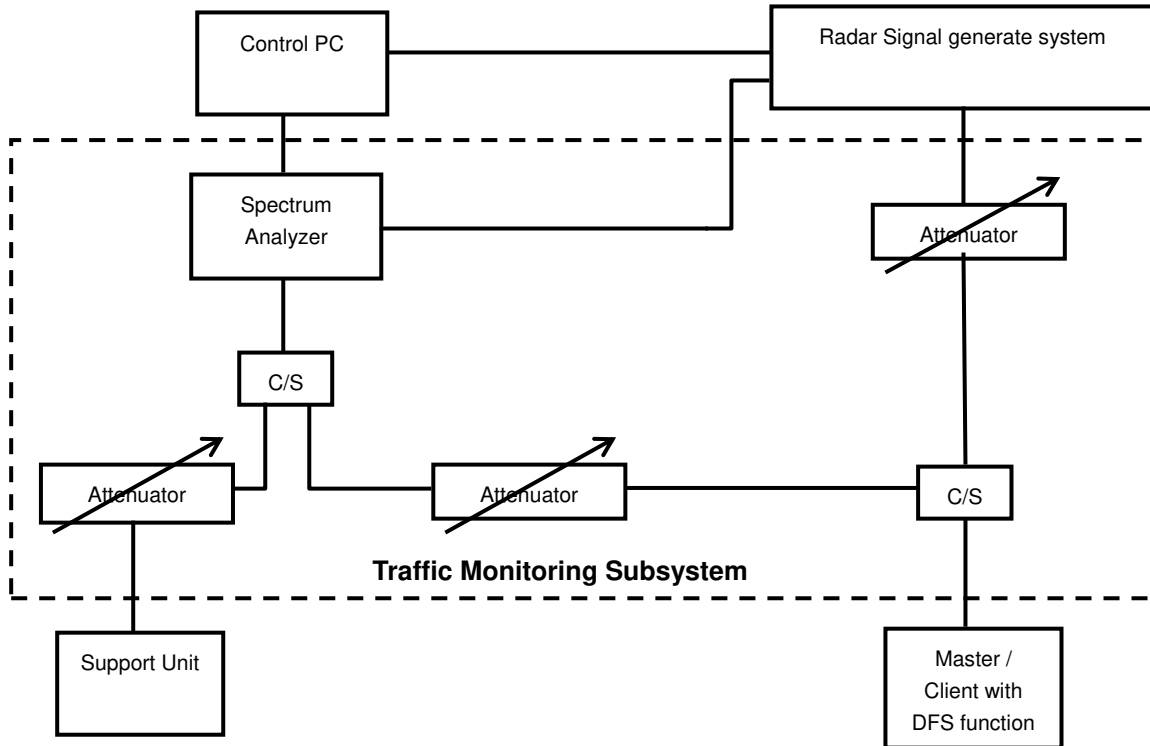 Control PC
Radar Signal generate system
Spectrum
Analyzer
Attenuator
C/S
Attenuator
Attenuator
C/S
Traffic Monitoring Subsystem
Support Unit
Master /
Client with
DFS function